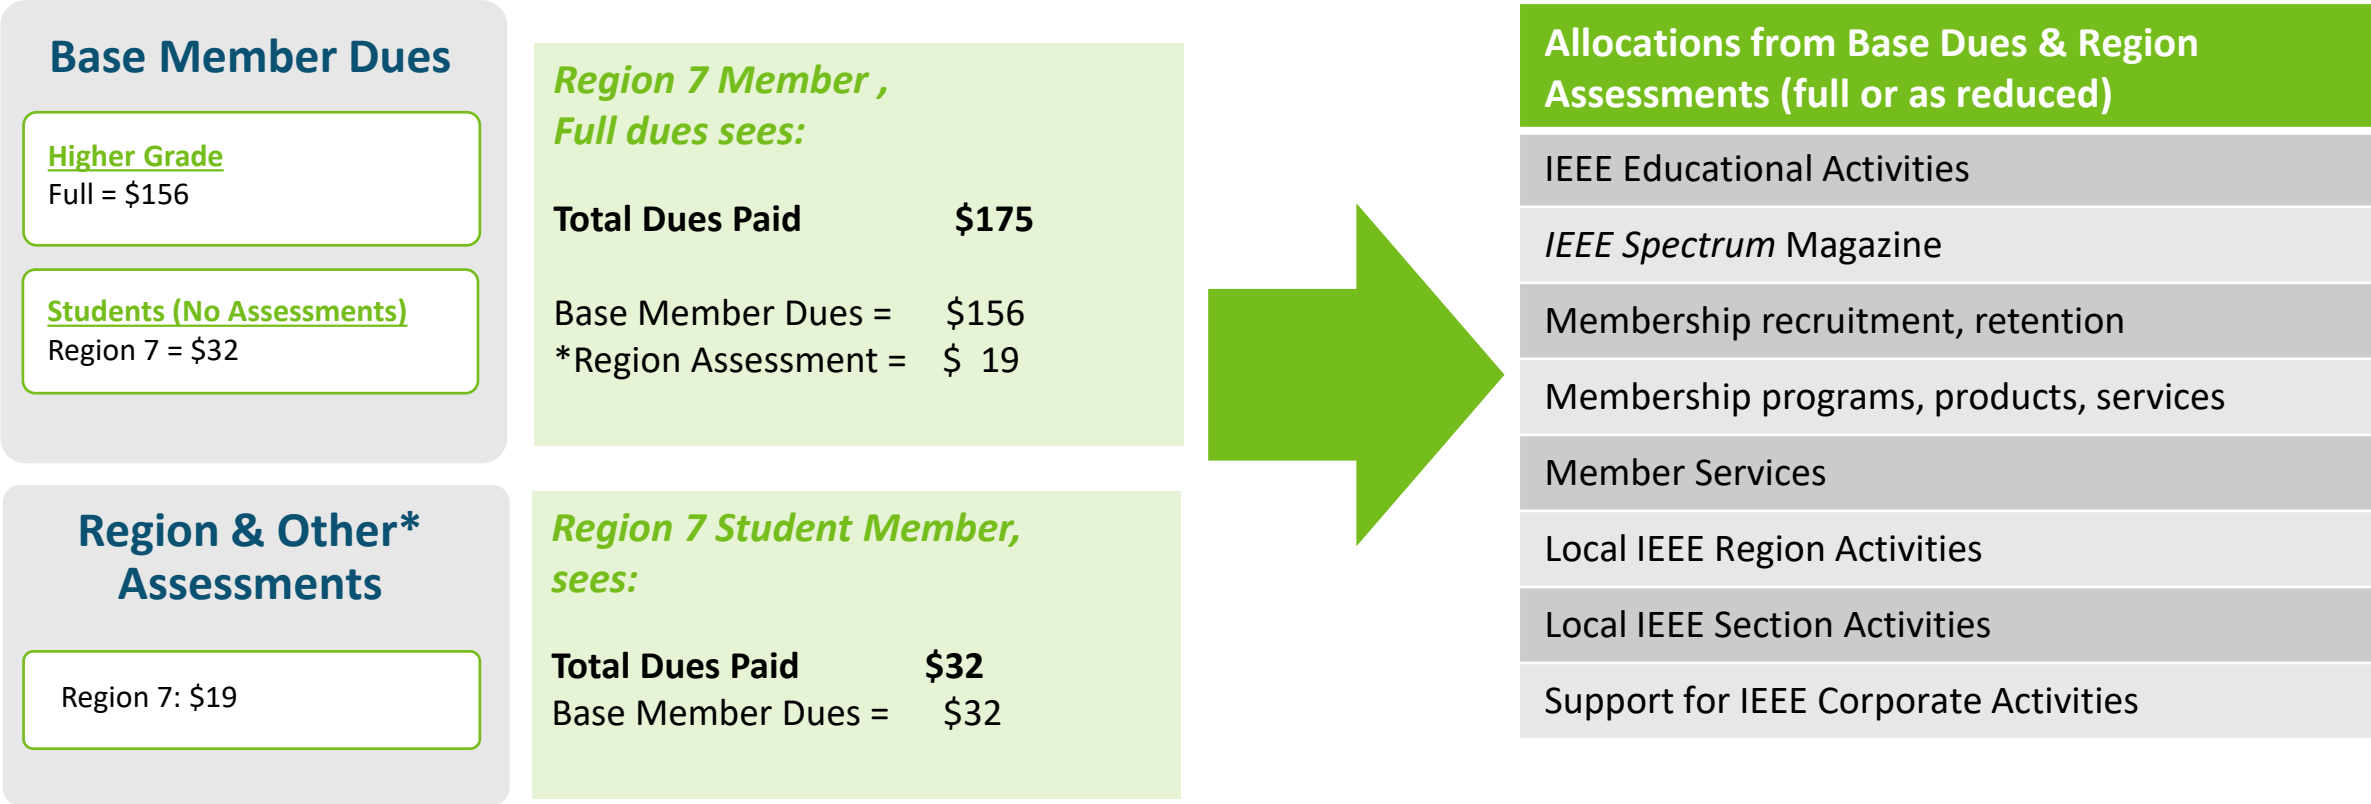 Base Member Dues
Higher Grade
Full = $156
Students (No Assessments)
Region 7 = $32
Region & Other*
Assessments
Region 7: $19
Region 7 Member ,
Full dues sees:
Total Dues Paid $175
Base Member Dues = $156
*Region Assessment = $ 19
Region 7 Student Member,
sees:
Total Dues Paid $32
Base Member Dues = $32
Allocations from Base Dues & Region
Assessments (full or as reduced)
IEEE Educational Activities
IEEE Spectrum Magazine
Membership recruitment, retention
Membership programs, products, services
Member Services
Local IEEE Region Activities
Local IEEE Section Activities
Support for IEEE Corporate Activities